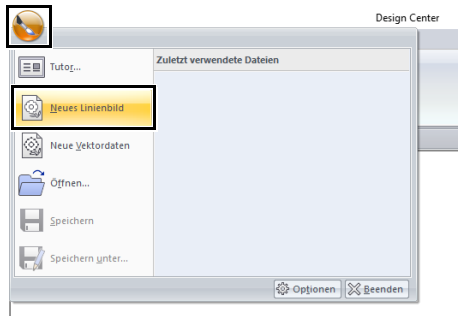 Design Center
Tutor...
Zuletzt verwendete Dateien
Neues Linienbild
Neue Vektordaten
Öffnen...
Speichern
Speichern unter...
Optionen
Beenden